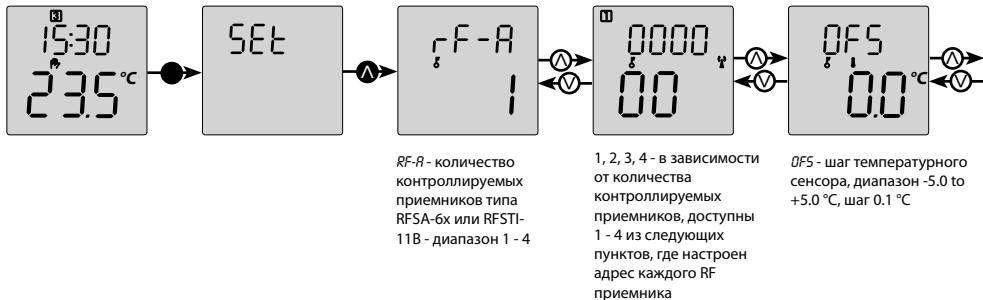 3
15:30
23.5 °C
SEt
rF-A
1
1
0000
00
OFS
0.0 °C
RF-A - количество
контроллируемых
приемников типа
RFSA-6x или RFSTI-
11B - диапазон 1 - 4
1, 2, 3, 4 - в зависимости
от количества
контроллируемых
приемников, доступны
1 - 4 из следующих
пунктов, где настроен
адрес каждого RF
приемника
OFS - шаг температурного
сенсора, диапазон -5.0 to
+5.0 °C, шаг 0.1 °C